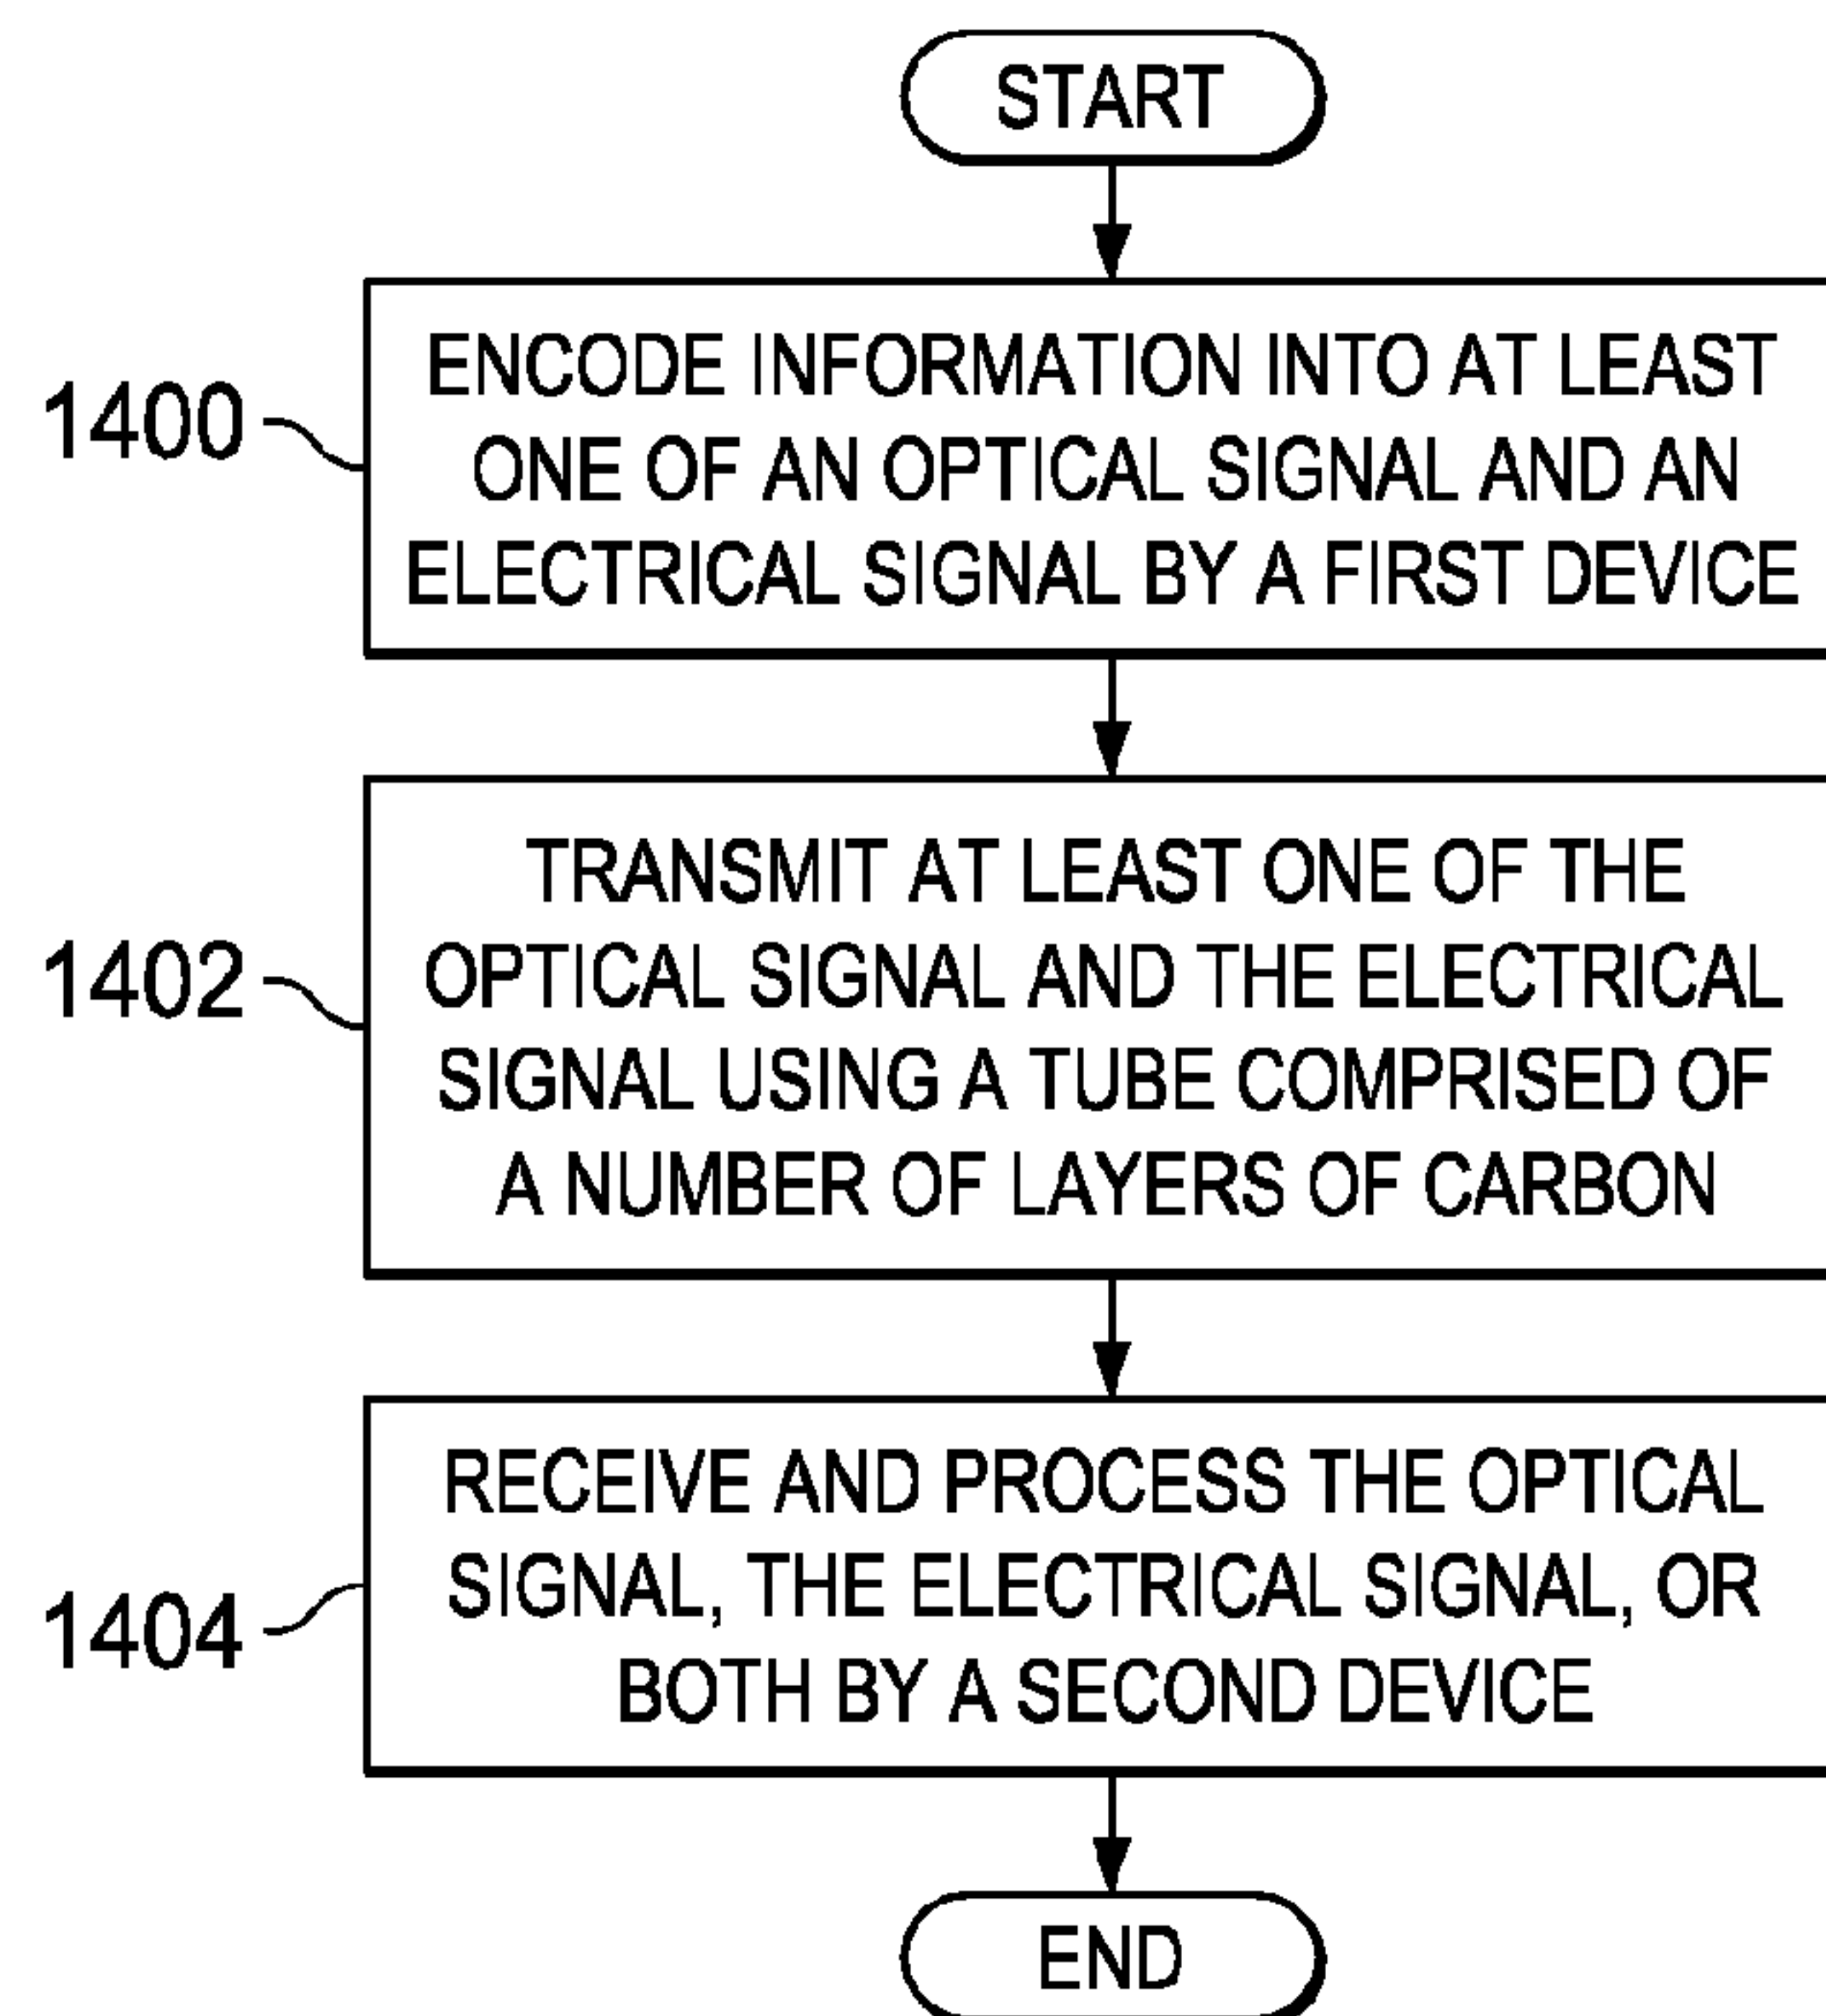 START
1400
ENCODE INFORMATION INTO AT LEAST
ONE OF AN OPTICAL SIGNAL AND AN
ELECTRICAL SIGNAL BY A FIRST DEVICE
1402
TRANSMIT AT LEAST ONE OF THE
OPTICAL SIGNAL AND THE ELECTRICAL
SIGNAL USING A TUBE COMPRISED OF
A NUMBER OF LAYERS OF CARBON
1404
RECEIVE AND PROCESS THE OPTICAL
SIGNAL, THE ELECTRICAL SIGNAL, OR
BOTH BY A SECOND DEVICE
END